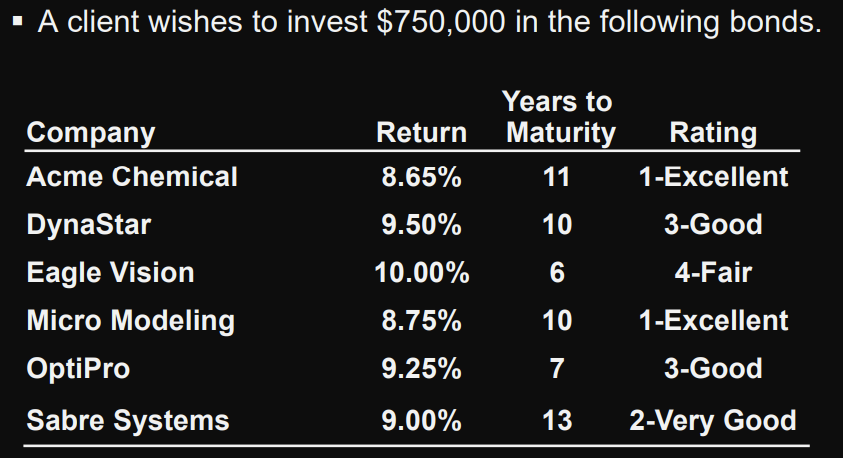 ▪ A client wishes to invest $750,000 in the following bonds.
Years to
Company Return Maturity Rating
Acme Chemical 8.65% 11 1-Excellent
DynaStar 9.50% 10 3-Good
Eagle Vision 10.00% 6 4-Fair
Micro Modeling 8.75% 10 1-Excellent
OptiPro 9.25% 7 3-Good
Sabre Systems 9.00% 13 2-Very Good